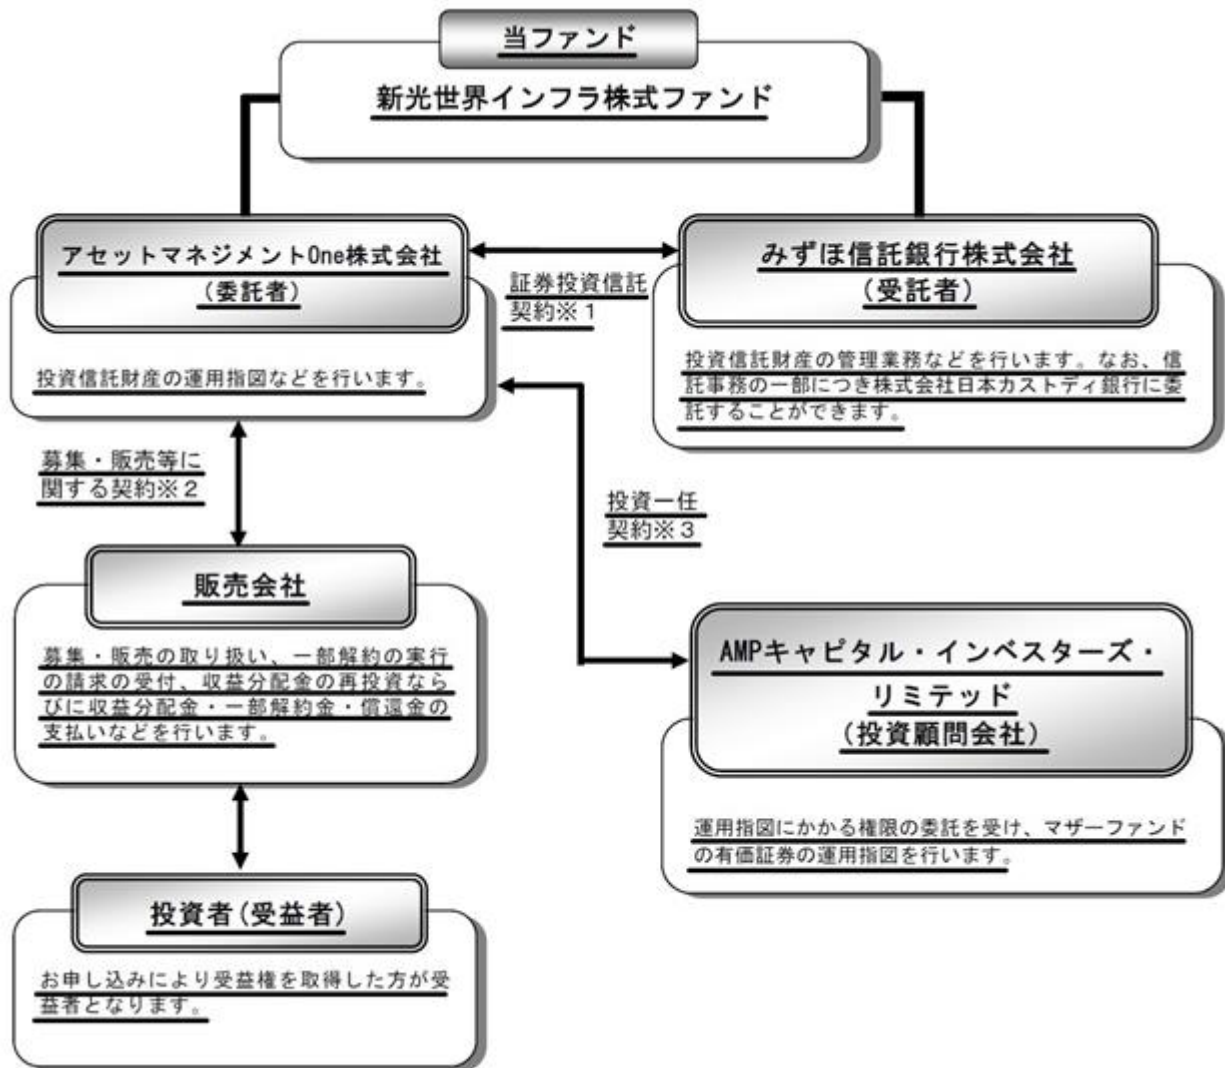 当ファンド
新光世界インフラ株式ファンド
アセットマネジメントOne株式会社
(委託者)
投資信託財産の運用指図などを行います。
証券投資信託
契約※1
みずほ信託銀行株式会社
(受託者)
投資信託財産の管理業務などを行います。なお、信
託事務の一部につき株式会社日本カストディ銀行に委
託することができます。
募集・販売等に
関する契約※2
投資一任
契約※3
販売会社
募集・販売の取り扱い、一部解約の実行
の請求の受付、収益分配金の再投資なら
びに収益分配金・一部解約金・償還金の
支払いなどを行います。
AMPキャピタル・インベスターズ・
リミテッド
(投資顧問会社)
運用指図にかかる権限の委託を受け、マザーファンド
の有価証券の運用指図を行います。
投資者(受益者)
お申し込みにより受益権を取得した方が受
益者となります。